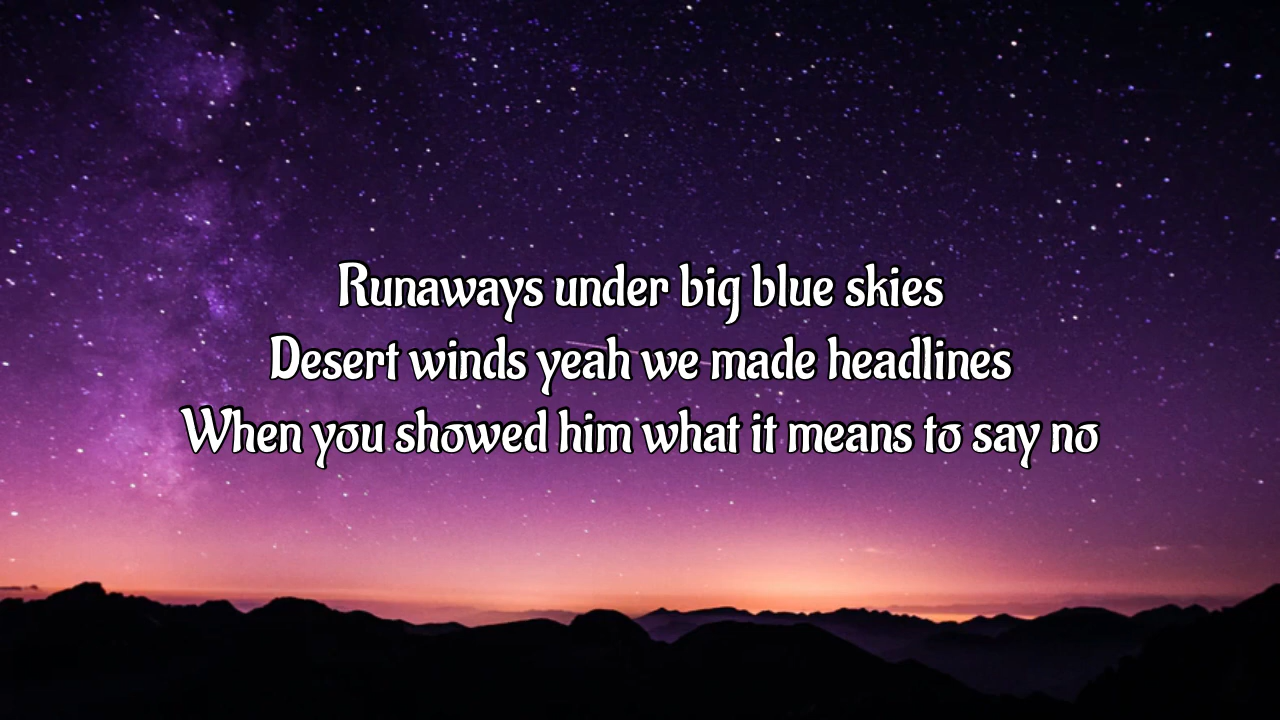 Runaways under big blue skies
Desert winds yeah we made headlines
When you showed him what it means to say no